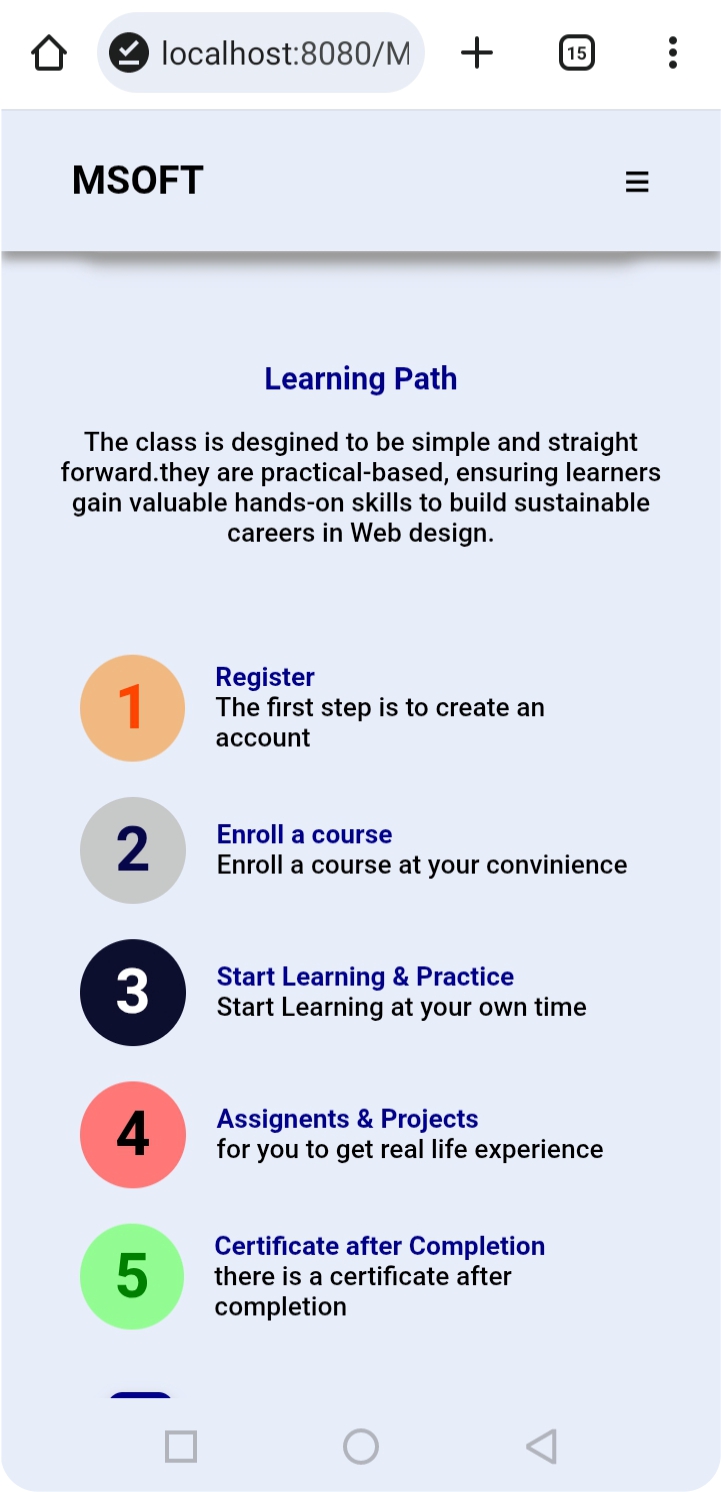 localhost:8080/M
15
MSOFT
Learning Path
The class is desgined to be simple and straight
forward.they are practical-based, ensuring learners
gain valuable hands-on skills to build sustainable
careers in Web design.
1
Register
The first step is to create an
account
2
Enroll a course
Enroll a course at your convinience
3
Start Learning & Practice
Start Learning at your own time
4
Assignents & Projects
for you to get real life experience
5
Certificate after Completion
there is a certificate after
completion